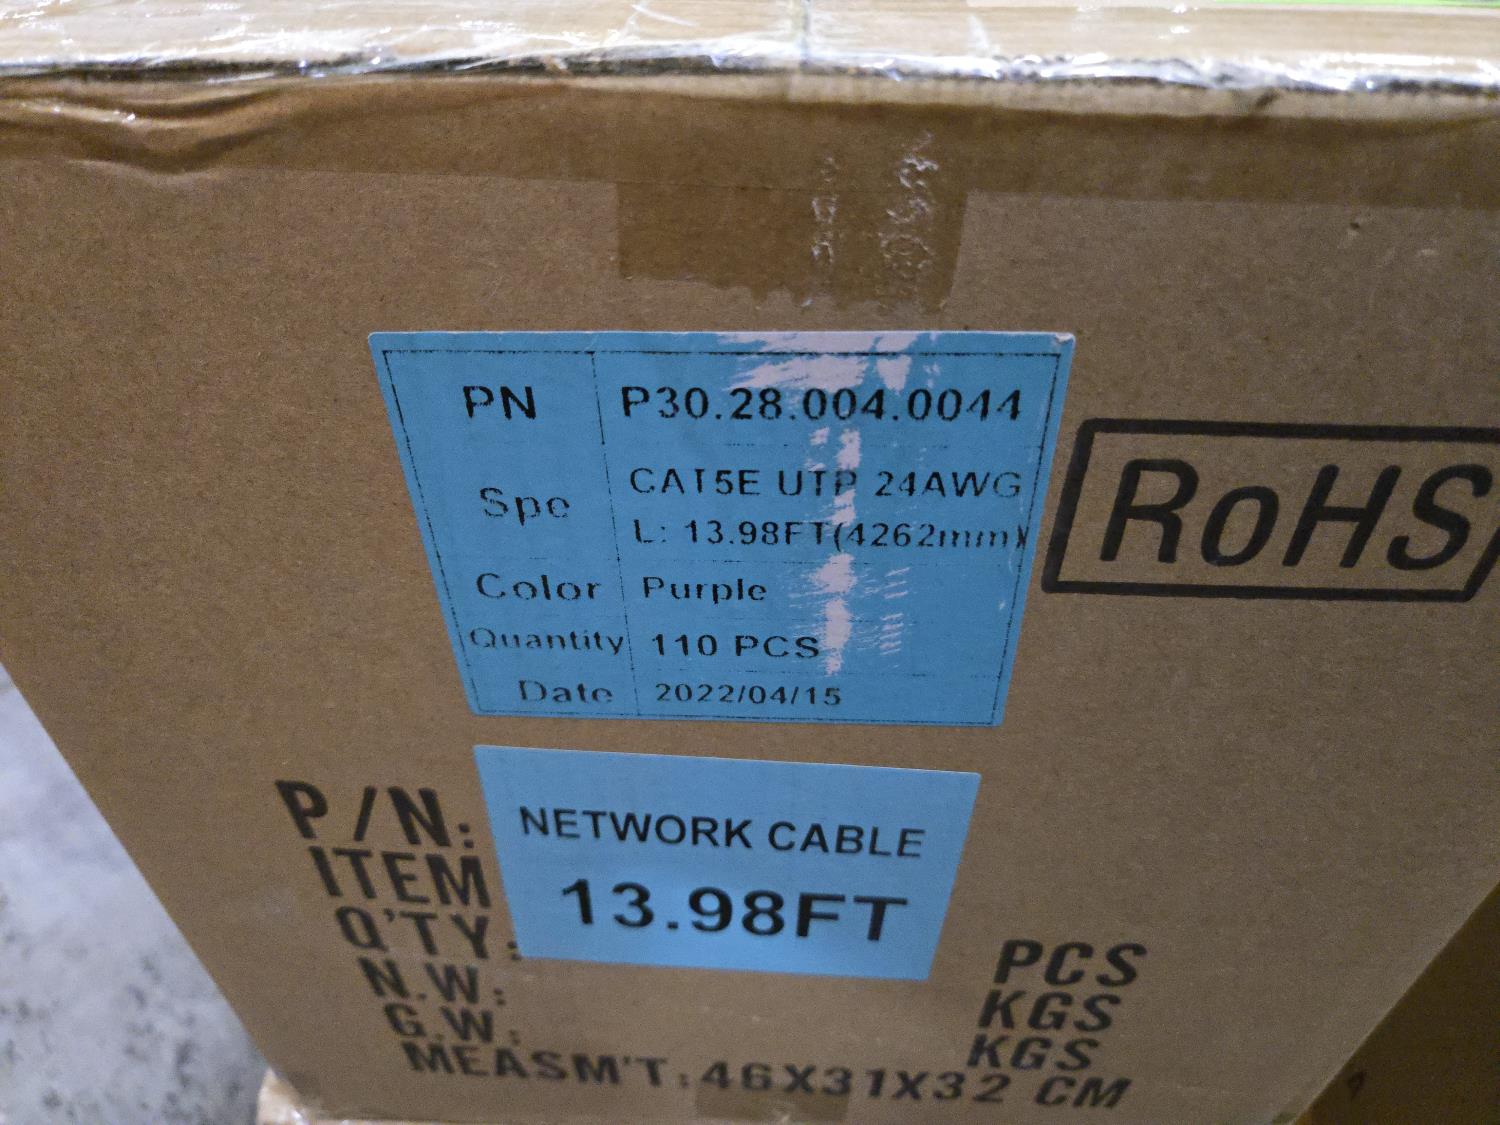 PN P30.28.004.0044
Spe CAT5E UTP 24AWG
L: 13.98FT(4262mm)
Color Purple
Quantity 110 PCS
Date 2022/04/15
RoHS
NETWORK CABLE
13.98FT
P/N:
ITEM
Q'TY: PCS
N.W: KGS
G.W: KGS
MEASM'T: 46X31X32 CM